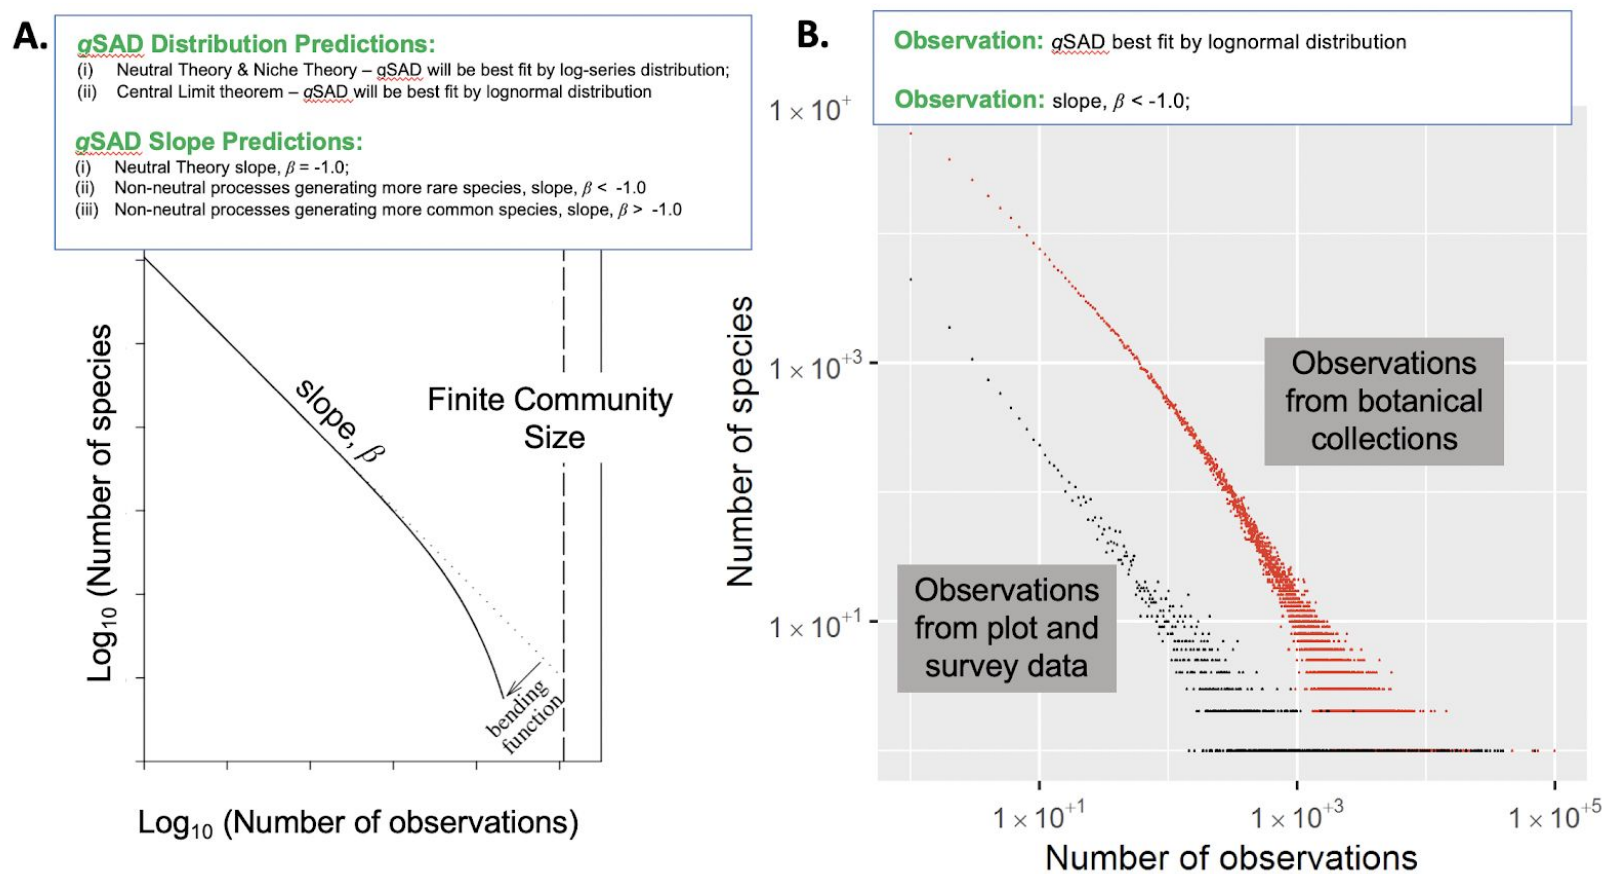 A.
gSAD Distribution Predictions:
(i) Neutral Theory & Niche Theory – gSAD will be best fit by log-series distribution;
(ii) Central Limit theorem – gSAD will be best fit by lognormal distribution
gSAD Slope Predictions:
(i) Neutral Theory slope, β = -1.0;
(ii) Non-neutral processes generating more rare species, slope, β < -1.0
(iii) Non-neutral processes generating more common species, slope, β > -1.0
Log₁₀ (Number of species)
slope, β
Finite Community
Size
bending
function
Log₁₀ (Number of observations)
B.
Observation: gSAD best fit by lognormal distribution
Observation: slope, β < -1.0;
1 × 10⁺
1 × 10⁺³
1 × 10⁺¹
Number of species
Observations
from botanical
collections
Observations
from plot and
survey data
1 × 10⁺¹
1 × 10⁺³
1 × 10⁺⁵
Number of observations